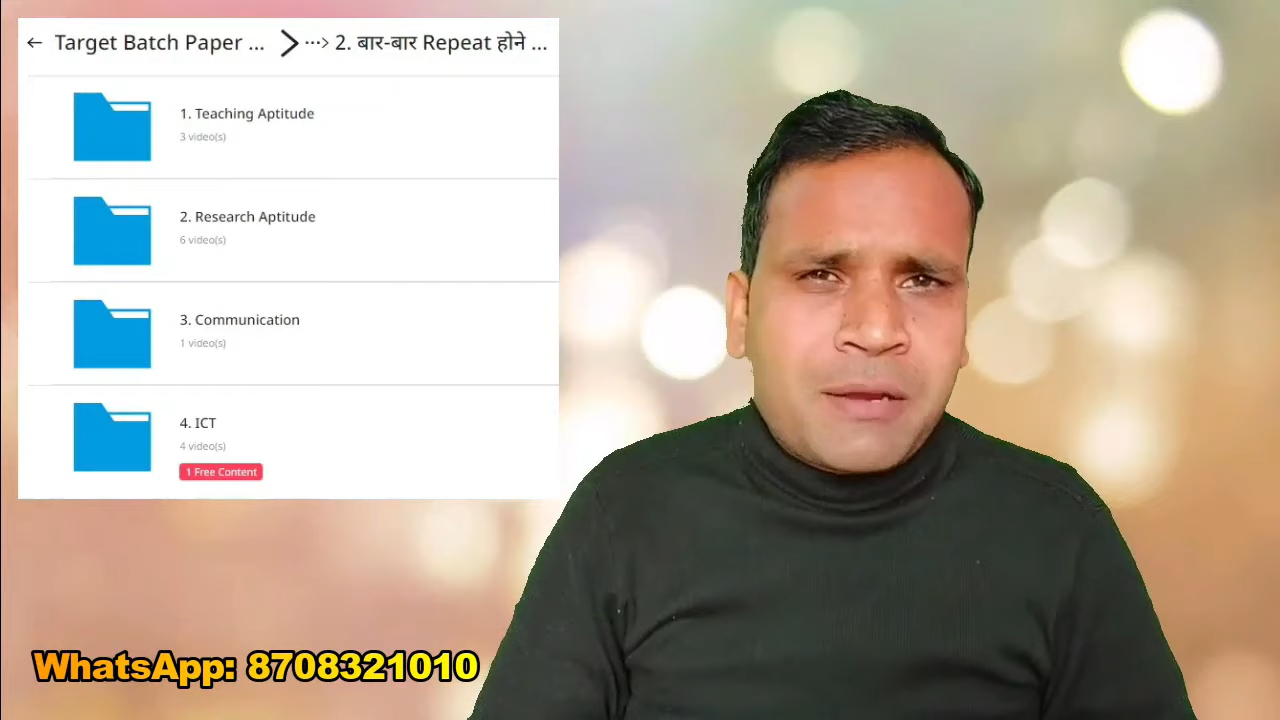 ← Target Batch Paper ... > ···> 2. बार-बार Repeat होने ...
1. Teaching Aptitude
3 video(s)
2. Research Aptitude
6 video(s)
3. Communication
1 video(s)
4. ICT
4 video(s)
1 Free Content
WhatsApp: 8708321010